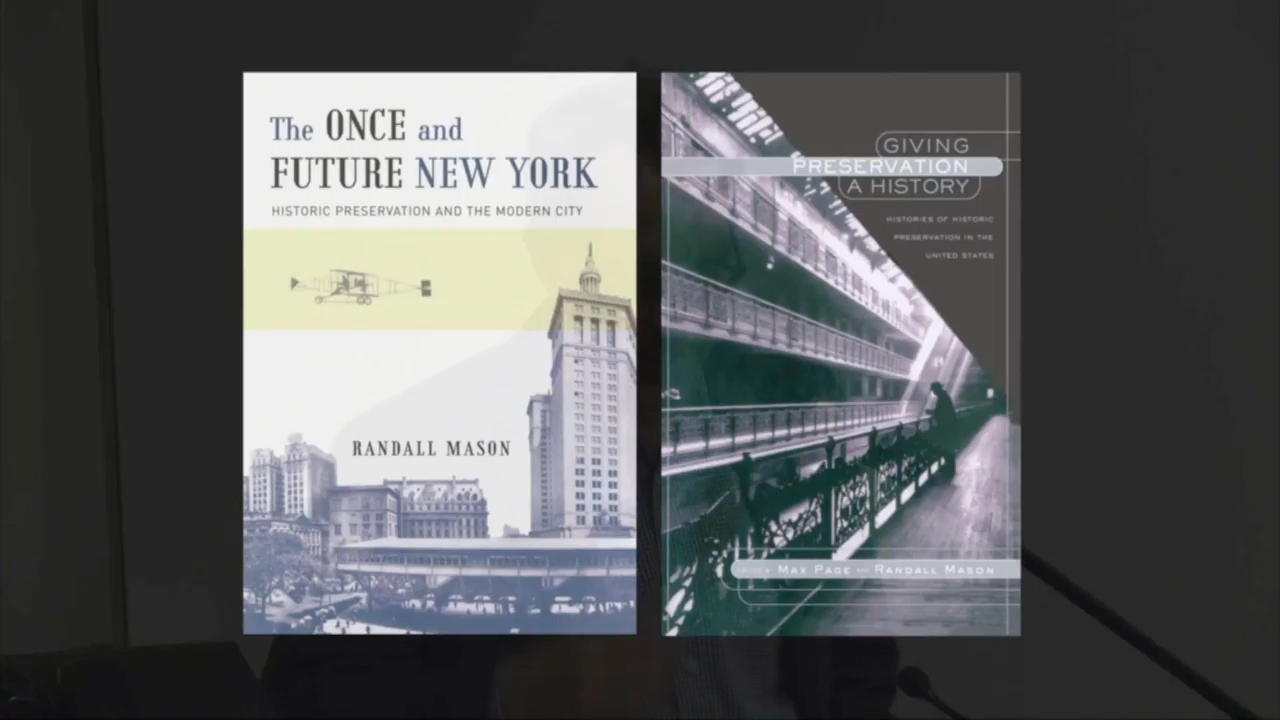 The ONCE and
FUTURE NEW YORK
HISTORIC PRESERVATION AND THE MODERN CITY
RANDALL MASON
GIVING
PRESERVATION
A HISTORY
HISTORIES OF HISTORIC
PRESERVATION IN THE
UNITED STATES
MAX PAGE AND RANDALL MASON